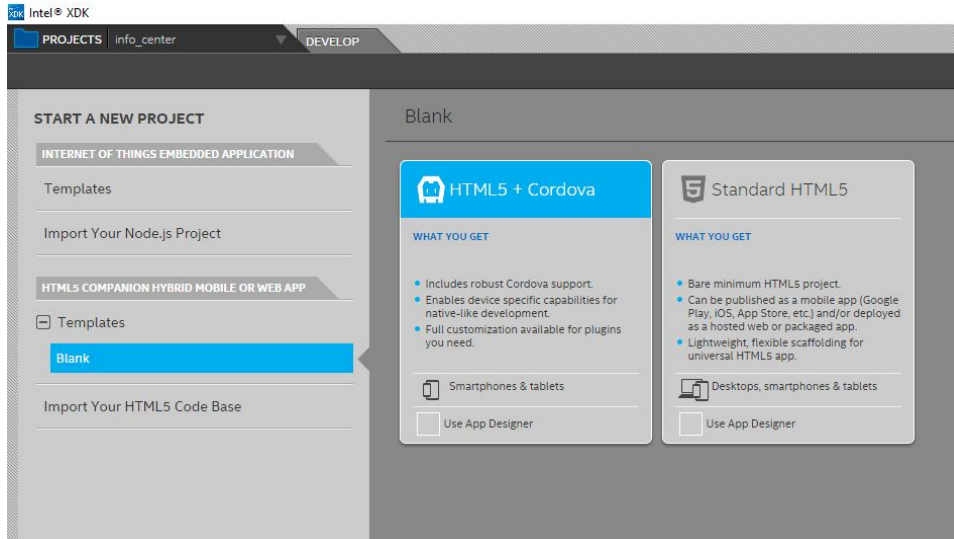 XDK Intel® XDK
PROJECTS info_center DEVELOP
START A NEW PROJECT
INTERNET OF THINGS EMBEDDED APPLICATION
Templates
Import Your Node.js Project
HTML5 COMPANION HYBRID MOBILE OR WEB APP
Templates
Blank
Import Your HTML5 Code Base
Blank
HTML5 + Cordova
WHAT YOU GET
Includes robust Cordova support.
Enables device specific capabilities for
native-like development.
Full customization available for plugins
you need.
Smartphones & tablets
Use App Designer
5 Standard HTML5
WHAT YOU GET
Bare minimum HTML5 project.
Can be published as a mobile app (Google
Play, iOS, App Store, etc.) and/or deployed
as a hosted web or packaged app.
Lightweight, flexible scaffolding for
universal HTML5 app.
Desktops, smartphones & tablets
Use App Designer